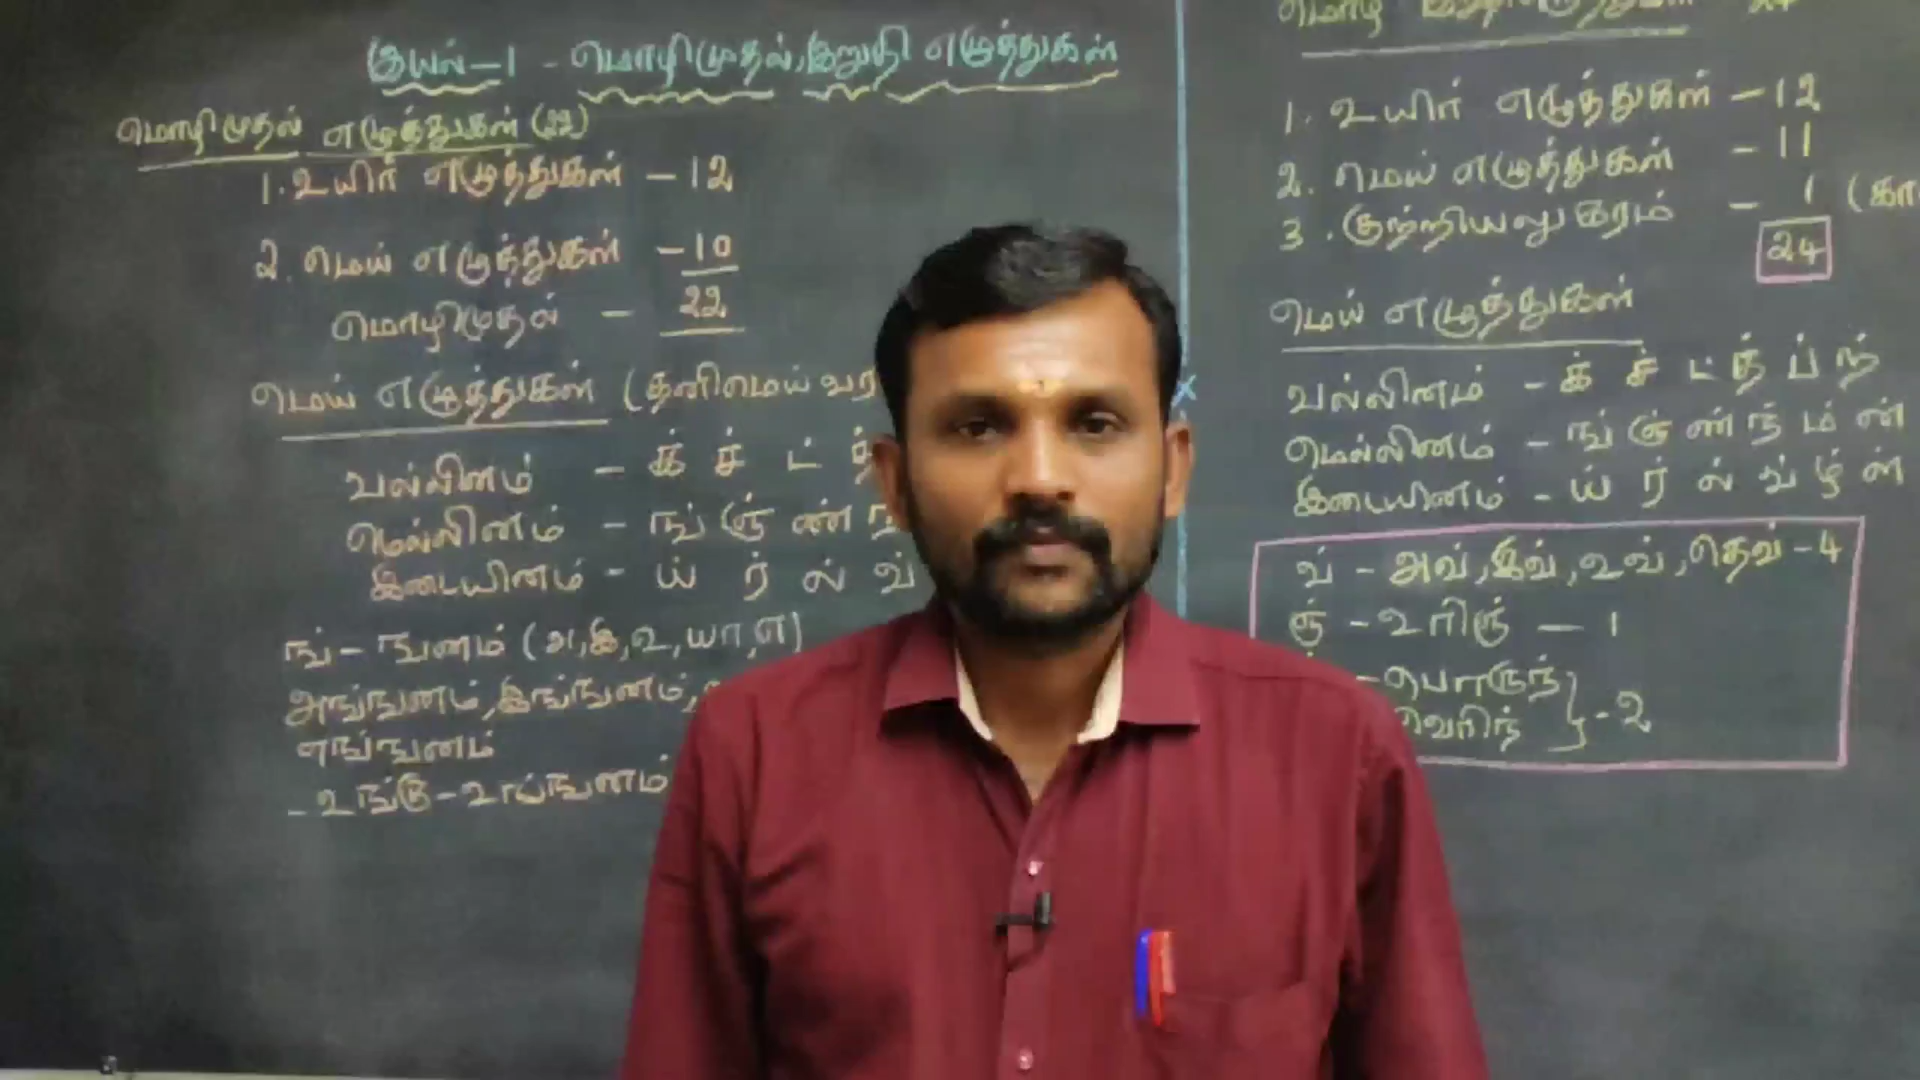 இயல்-1 - மொழிமுதல், இறுதி எழுத்துகள்
மொழிமுதல் எழுத்துகள் (22)
1. உயிர் எழுத்துகள் - 12
2. மெய் எழுத்துகள் - 10
மொழிமுதல் - 22
மெய் எழுத்துகள் (தனிமெய் வர
வல்லினம் - க் ச் ட் த்
மெல்லினம் - ங் ஞ் ண் ந்
இடையினம் - ய் ர் ல் வ்
ங் - ஙனம் (அ,இ,உ,யா,எ)
அங்ஙனம், இங்ஙனம்,
எங்ஙனம்
மொழி 24
1. உயிர் எழுத்துகள் - 12
2. மெய் எழுத்துகள் - 11
3. குற்றியலுகரம் - 1 (கா
24
மெய் எழுத்துகள்
வல்லினம் - க் ச் ட் த் ப் ற்
மெல்லினம் - ங் ஞ் ண் ந் ம் ன்
இடையினம் - ய் ர் ல் வ் ழ் ள்
வ் - அவ், இவ், உவ், தெவ் - 4
ஞ் - உரிஞ் - 1
- பொருந்
வெரிந் } - 2